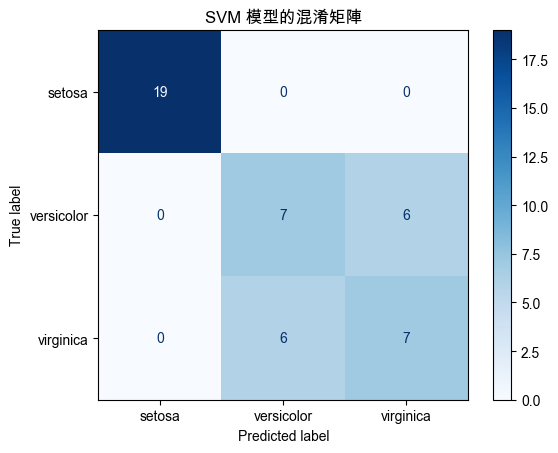 SVM 模型的混淆矩陣
True label
setosa
19 0 0
versicolor
0 7 6
virginica
0 6 7
setosa versicolor virginica
Predicted label
17.5
15.0
12.5
10.0
7.5
5.0
2.5
0.0